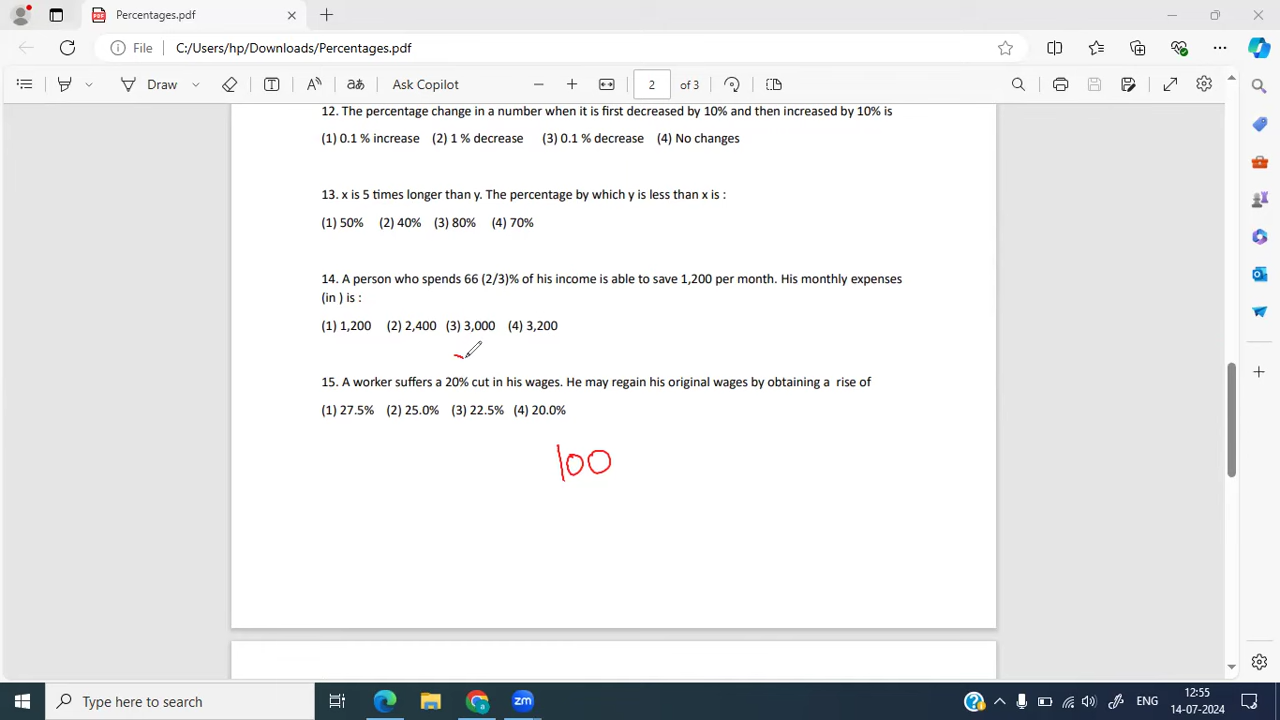 Percentages.pdf
File C:/Users/hp/Downloads/Percentages.pdf
Draw Ask Copilot 2 of 3
12. The percentage change in a number when it is first decreased by 10% and then increased by 10% is
(1) 0.1 % increase (2) 1 % decrease (3) 0.1 % decrease (4) No changes
13. x is 5 times longer than y. The percentage by which y is less than x is :
(1) 50% (2) 40% (3) 80% (4) 70%
14. A person who spends 66 (2/3)% of his income is able to save 1,200 per month. His monthly expenses
(in ) is :
(1) 1,200 (2) 2,400 (3) 3,000 (4) 3,200
15. A worker suffers a 20% cut in his wages. He may regain his original wages by obtaining a rise of
(1) 27.5% (2) 25.0% (3) 22.5% (4) 20.0%
100
Type here to search
zm
ENG
12:55
14-07-2024